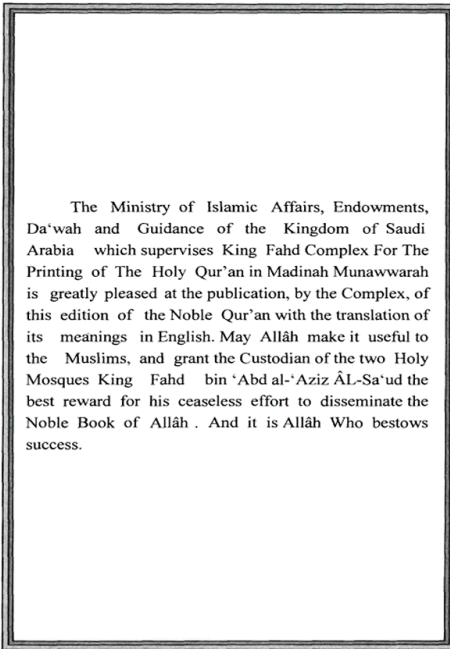 The Ministry of Islamic Affairs, Endowments,
Da‘wah and Guidance of the Kingdom of Saudi
Arabia which supervises King Fahd Complex For The
Printing of The Holy Qur’an in Madinah Munawwarah
is greatly pleased at the publication, by the Complex, of
this edition of the Noble Qur’an with the translation of
its meanings in English. May Allâh make it useful to
the Muslims, and grant the Custodian of the two Holy
Mosques King Fahd bin ‘Abd al-‘Aziz ÂL-Sa‘ud the
best reward for his ceaseless effort to disseminate the
Noble Book of Allâh . And it is Allâh Who bestows
success.